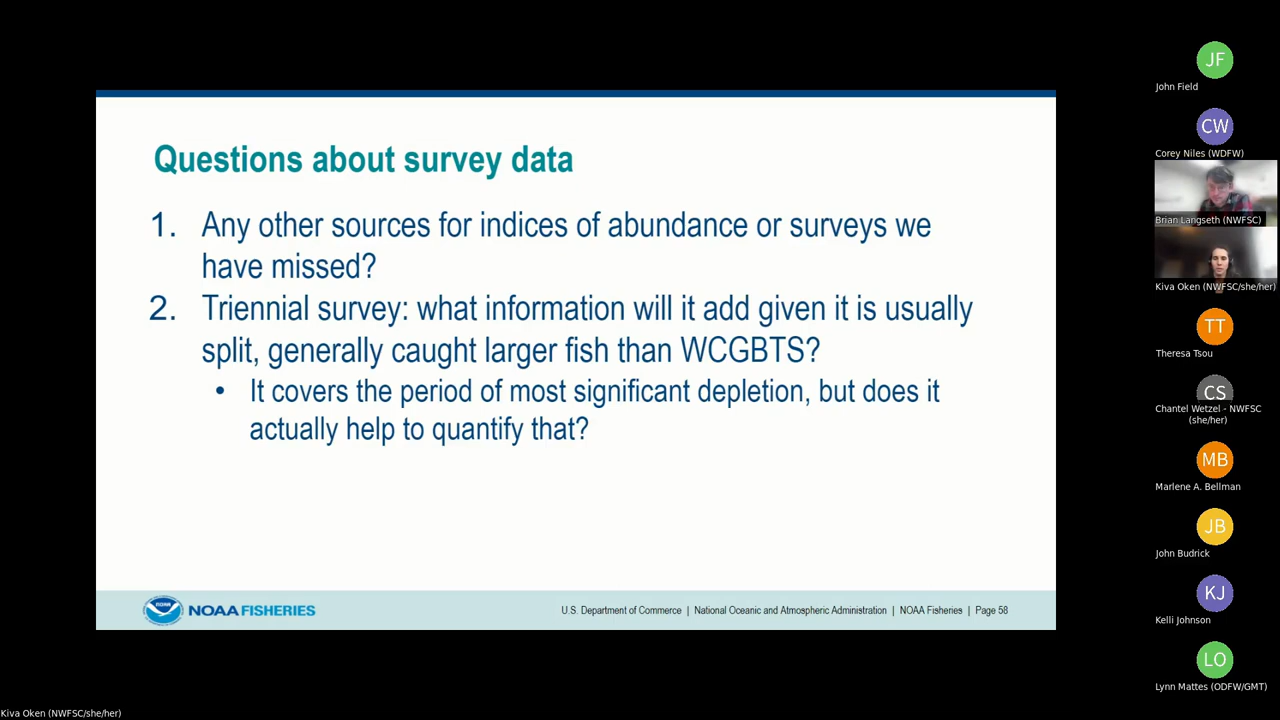 Questions about survey data
1. Any other sources for indices of abundance or surveys we
have missed?
2. Triennial survey: what information will it add given it is usually
split, generally caught larger fish than WCGBTS?
• It covers the period of most significant depletion, but does it
actually help to quantify that?
NOAA FISHERIES
U.S. Department of Commerce | National Oceanic and Atmospheric Administration | NOAA Fisheries | Page 58
JF
John Field
CW
Corey Niles (WDFW)
Brian Langseth (NWFSC)
Kiva Oken (NWFSC/she/her)
TT
Theresa Tsou
CS
Chantel Wetzel - NWFSC
(she/her)
MB
Marlene A. Bellman
JB
John Budrick
KJ
Kelli Johnson
LO
Lynn Mattes (ODFW/GMT)
Kiva Oken (NWFSC/she/her)